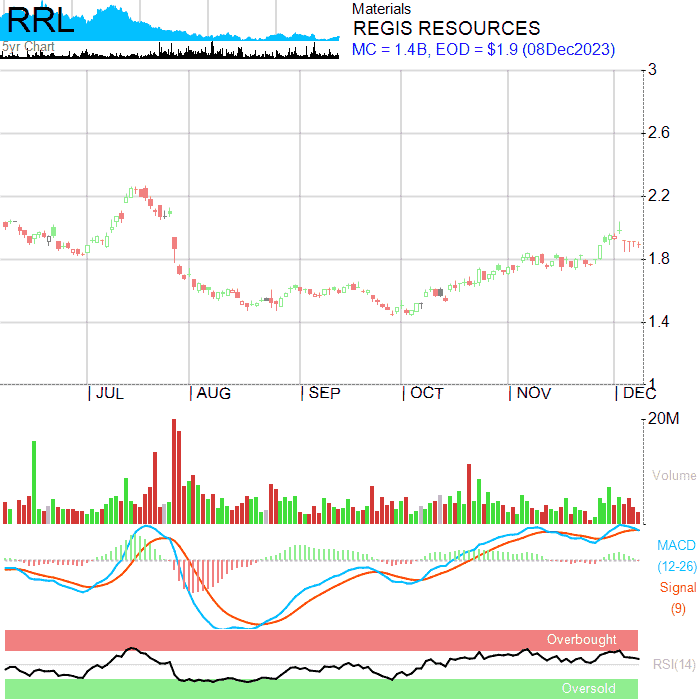 RRL
5yr Chart
Materials
REGIS RESOURCES
MC = 1.4B, EOD = $1.9 (08Dec2023)
3
2.6
2.2
1.8
1.4
1
JUL AUG SEP OCT NOV DEC
20M
Volume
MACD
(12-26)
Signal
(9)
Overbought
RSI(14)
Oversold